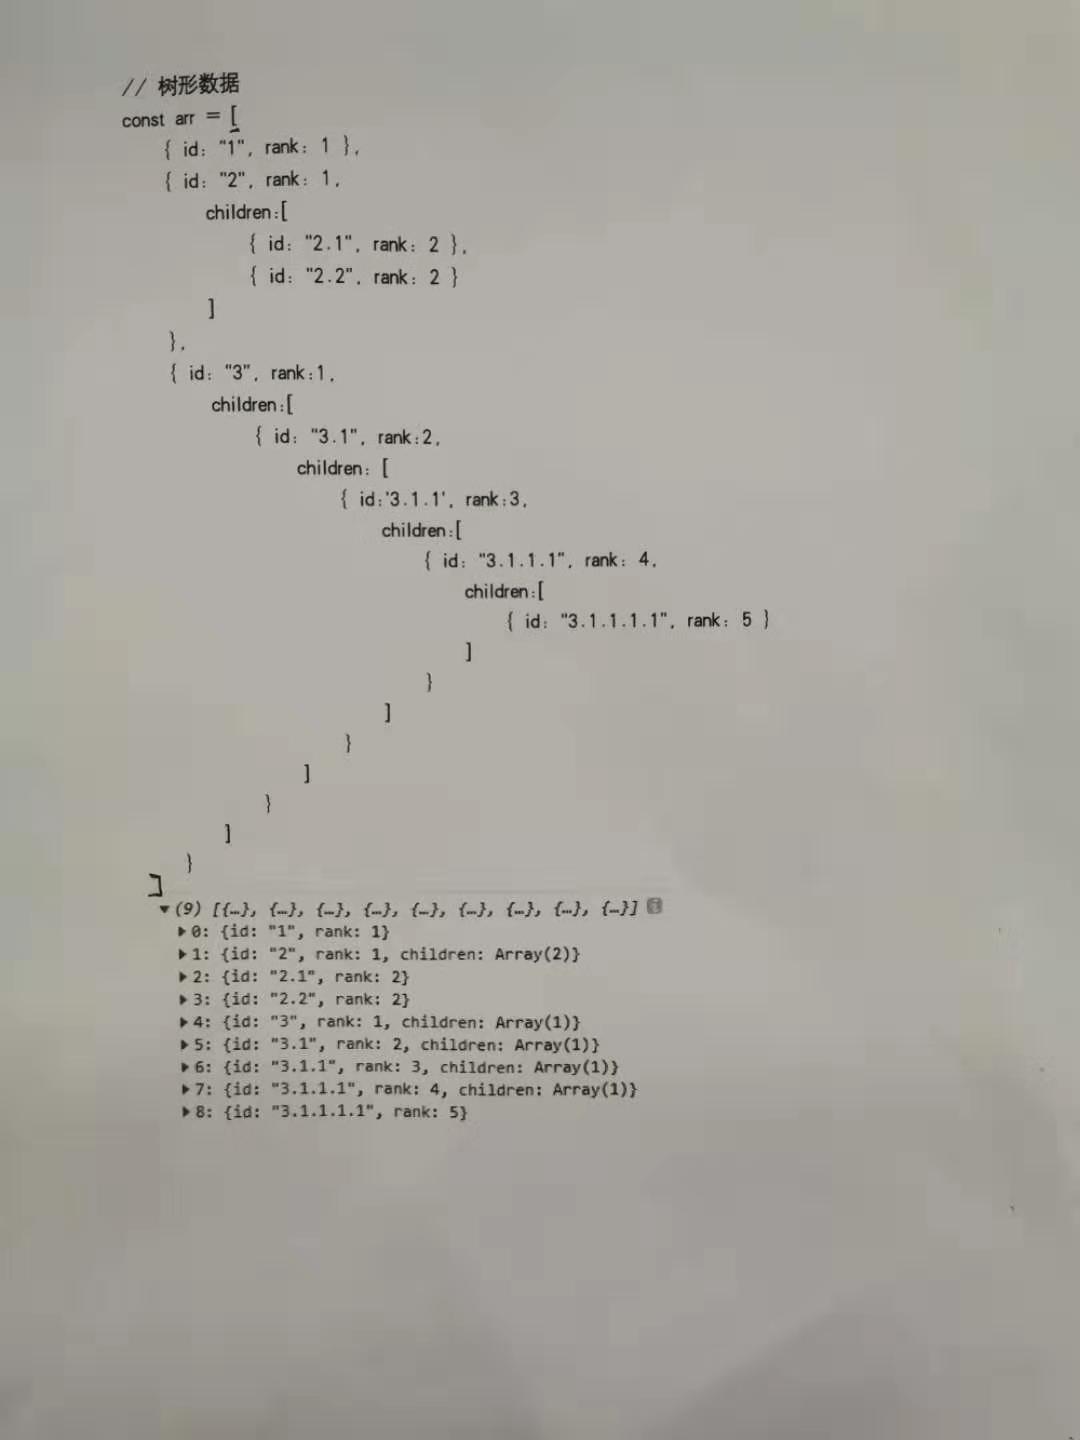 // 树形数据
const arr = [
{ id: "1", rank: 1 },
{ id: "2", rank: 1,
children:[
{ id: "2.1", rank: 2 },
{ id: "2.2", rank: 2 }
]
},
{ id: "3", rank:1,
children:[
{ id: "3.1", rank:2,
children: [
{ id:'3.1.1', rank:3,
children:[
{ id: "3.1.1.1", rank: 4,
children:[
{ id: "3.1.1.1.1", rank: 5 }
]
}
]
}
]
}
]
}
]
▼(9) [{…}, {…}, {…}, {…}, {…}, {…}, {…}, {…}, {…}] i
▶0: {id: "1", rank: 1}
▶1: {id: "2", rank: 1, children: Array(2)}
▶2: {id: "2.1", rank: 2}
▶3: {id: "2.2", rank: 2}
▶4: {id: "3", rank: 1, children: Array(1)}
▶5: {id: "3.1", rank: 2, children: Array(1)}
▶6: {id: "3.1.1", rank: 3, children: Array(1)}
▶7: {id: "3.1.1.1", rank: 4, children: Array(1)}
▶8: {id: "3.1.1.1.1", rank: 5}